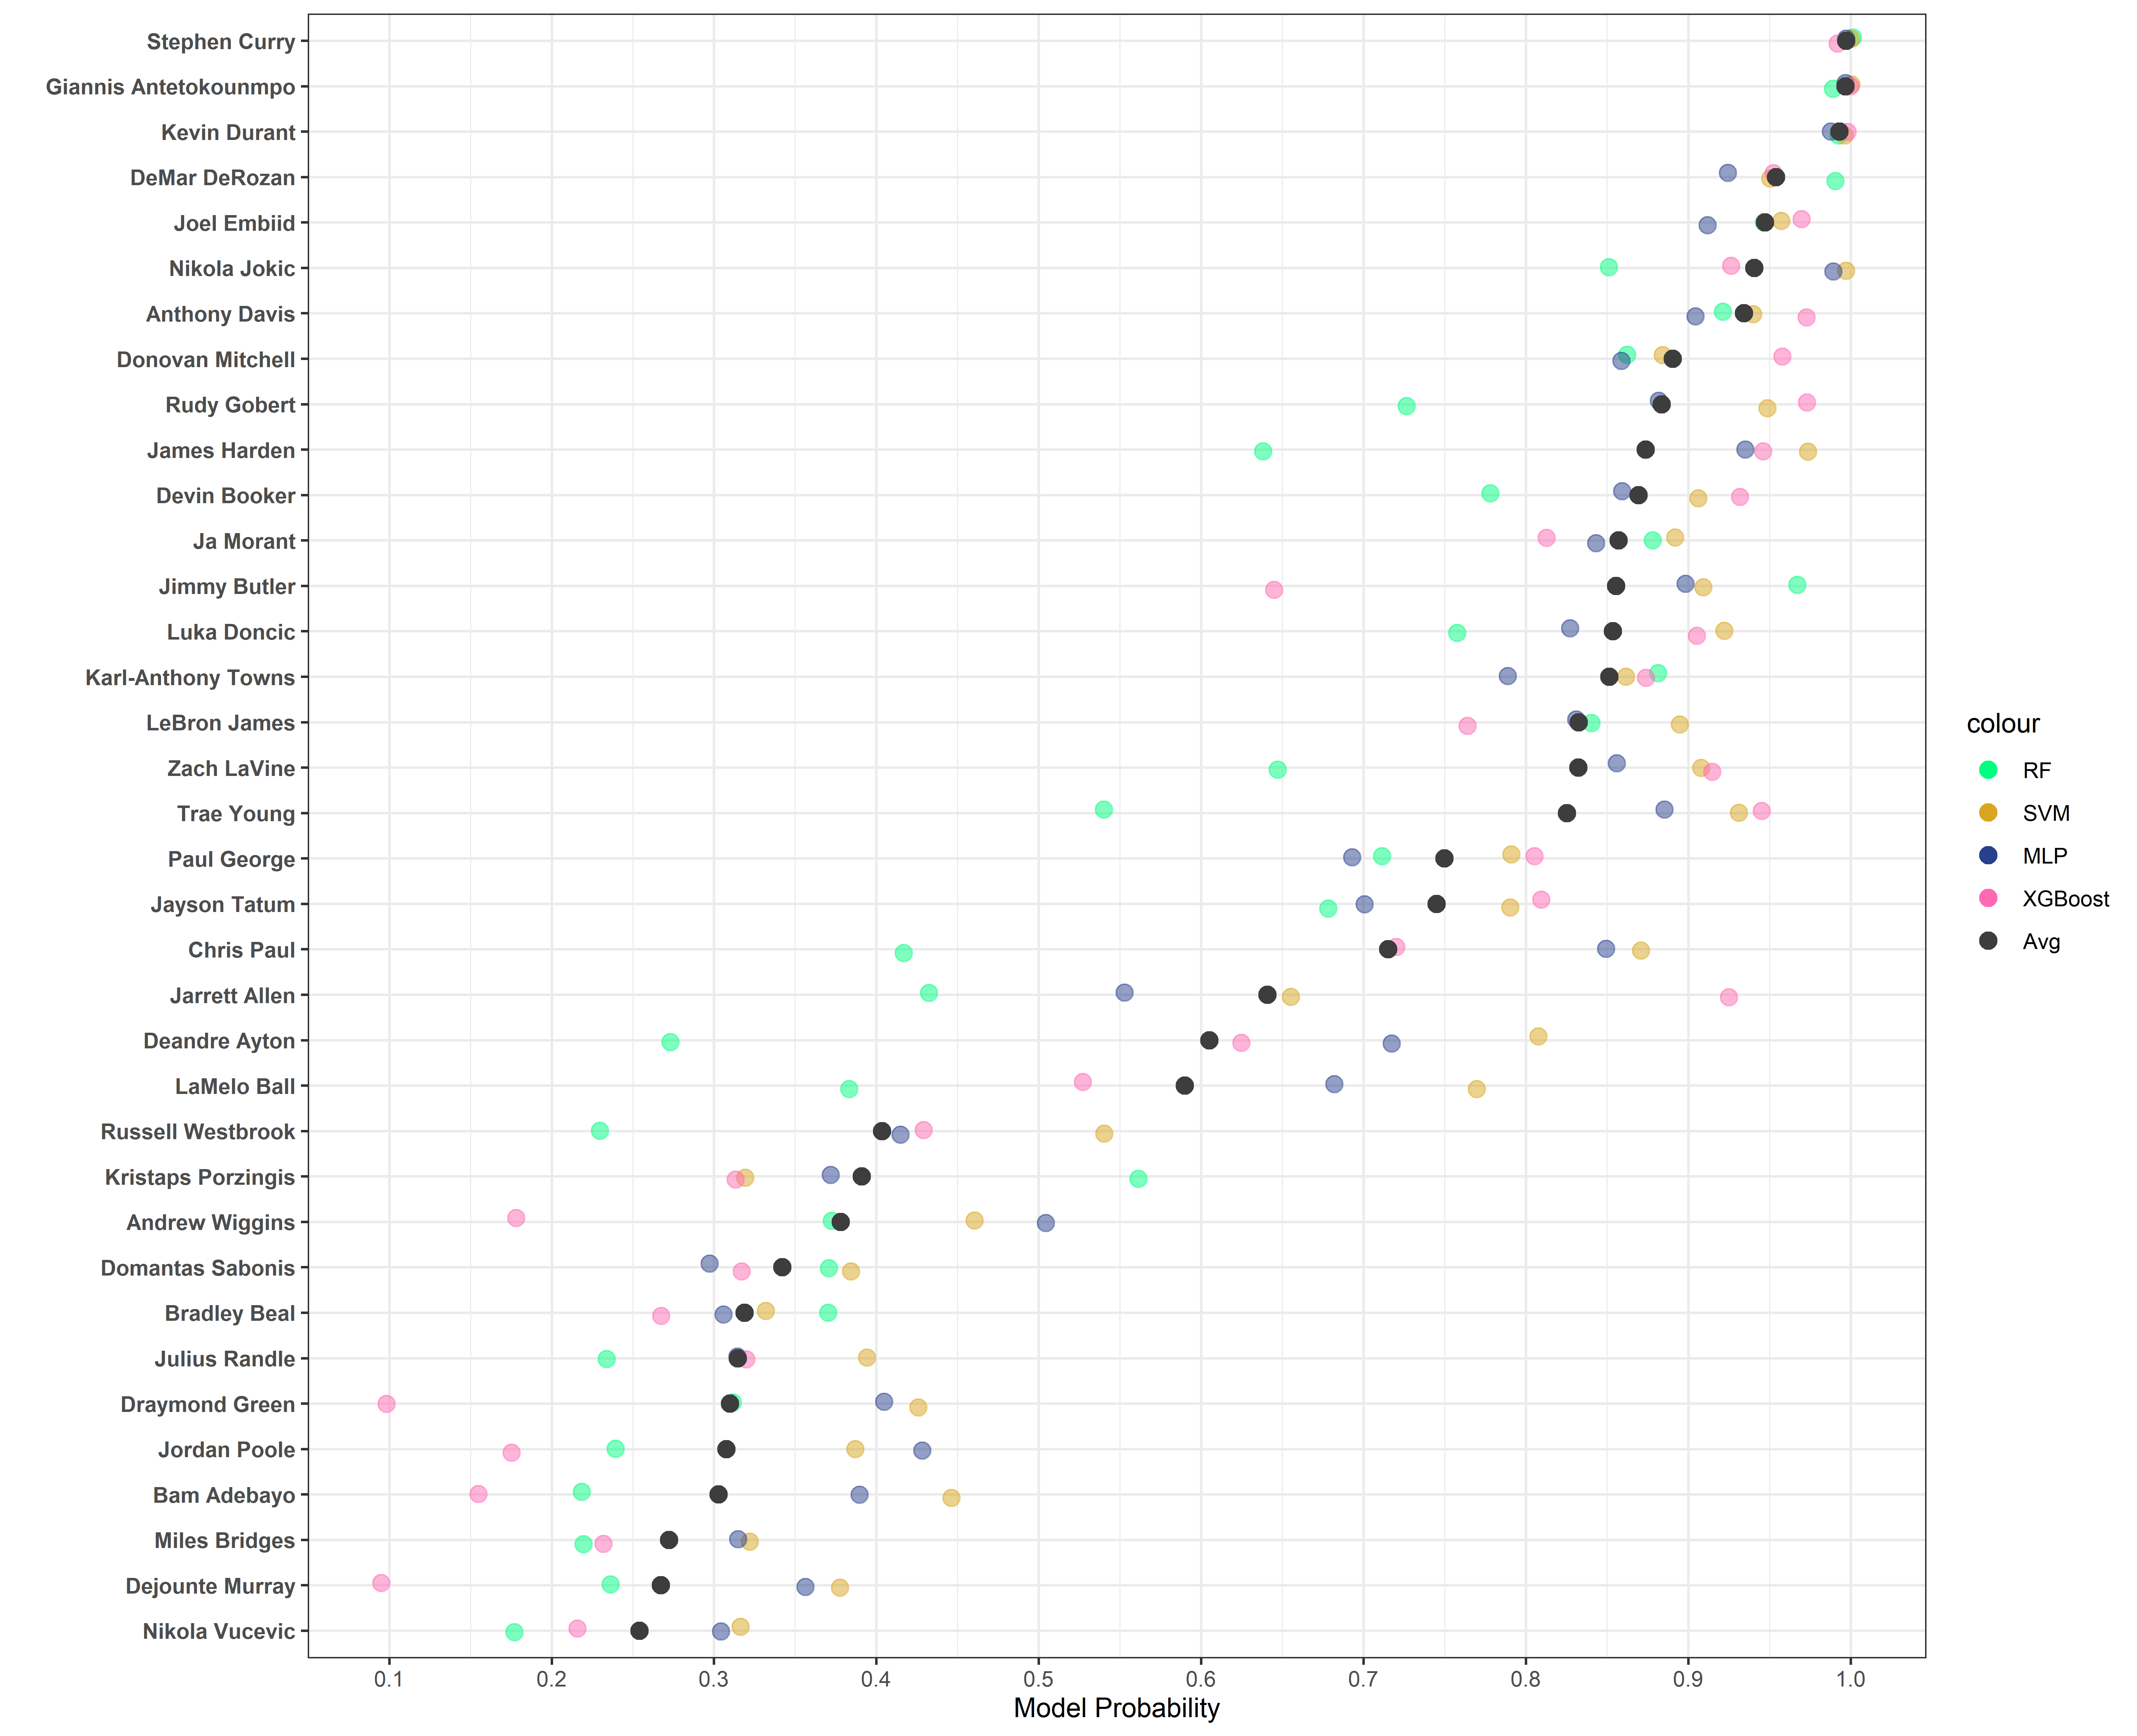 Stephen Curry
Giannis Antetokounmpo
Kevin Durant
DeMar DeRozan
Joel Embiid
Nikola Jokic
Anthony Davis
Donovan Mitchell
Rudy Gobert
James Harden
Devin Booker
Ja Morant
Jimmy Butler
Luka Doncic
Karl-Anthony Towns
LeBron James
Zach LaVine
Trae Young
Paul George
Jayson Tatum
Chris Paul
Jarrett Allen
Deandre Ayton
LaMelo Ball
Russell Westbrook
Kristaps Porzingis
Andrew Wiggins
Domantas Sabonis
Bradley Beal
Julius Randle
Draymond Green
Jordan Poole
Bam Adebayo
Miles Bridges
Dejounte Murray
Nikola Vucevic
0.1 0.2 0.3 0.4 0.5 0.6 0.7 0.8 0.9 1.0
Model Probability
colour
RF
SVM
MLP
XGBoost
Avg